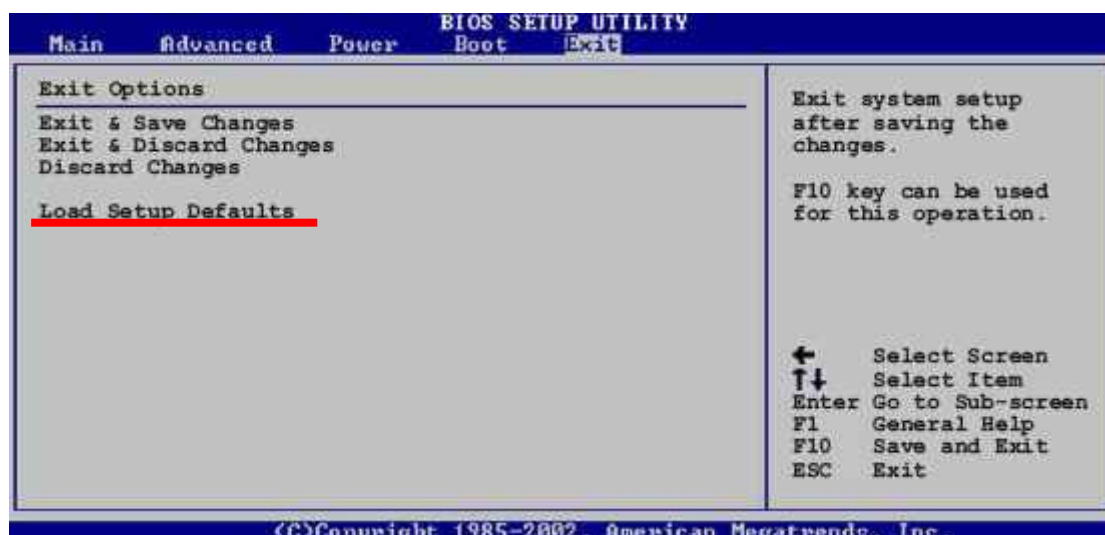 BIOS SETUP UTILITY
Main Advanced Power Boot Exit
Exit Options
Exit & Save Changes
Exit & Discard Changes
Discard Changes
Load Setup Defaults
Exit system setup
after saving the
changes.
F10 key can be used
for this operation.
← Select Screen
↑↓ Select Item
Enter Go to Sub-screen
F1 General Help
F10 Save and Exit
ESC Exit
(C)Copyright 1985-2002, American Megatrends, Inc.